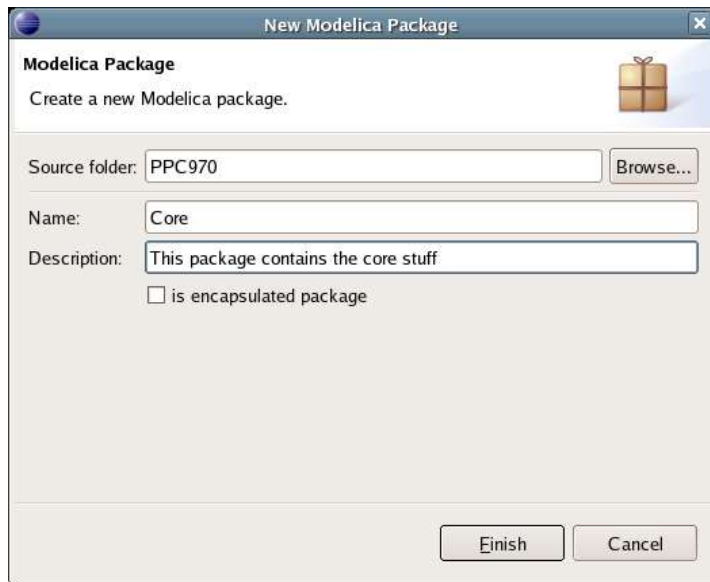 New Modelica Package
Modelica Package
Create a new Modelica package.
Source folder: PPC970 Browse...
Name: Core
Description: This package contains the core stuff
is encapsulated package
Finish Cancel